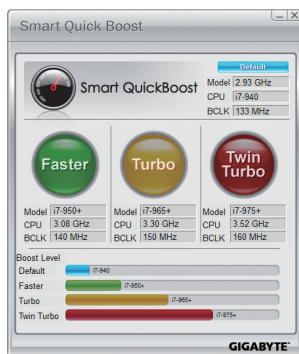 Smart Quick Boost
Default
Smart QuickBoost
Model 2.93 GHz
CPU i7-940
BCLK 133 MHz
Faster
Turbo
Twin Turbo
Model i7-950+
CPU 3.08 GHz
BCLK 140 MHz
Model i7-965+
CPU 3.30 GHz
BCLK 150 MHz
Model i7-975+
CPU 3.52 GHz
BCLK 160 MHz
Boost Level
Default i7-940
Faster i7-950+
Turbo i7-965+
Twin Turbo i7-975+
GIGABYTE™